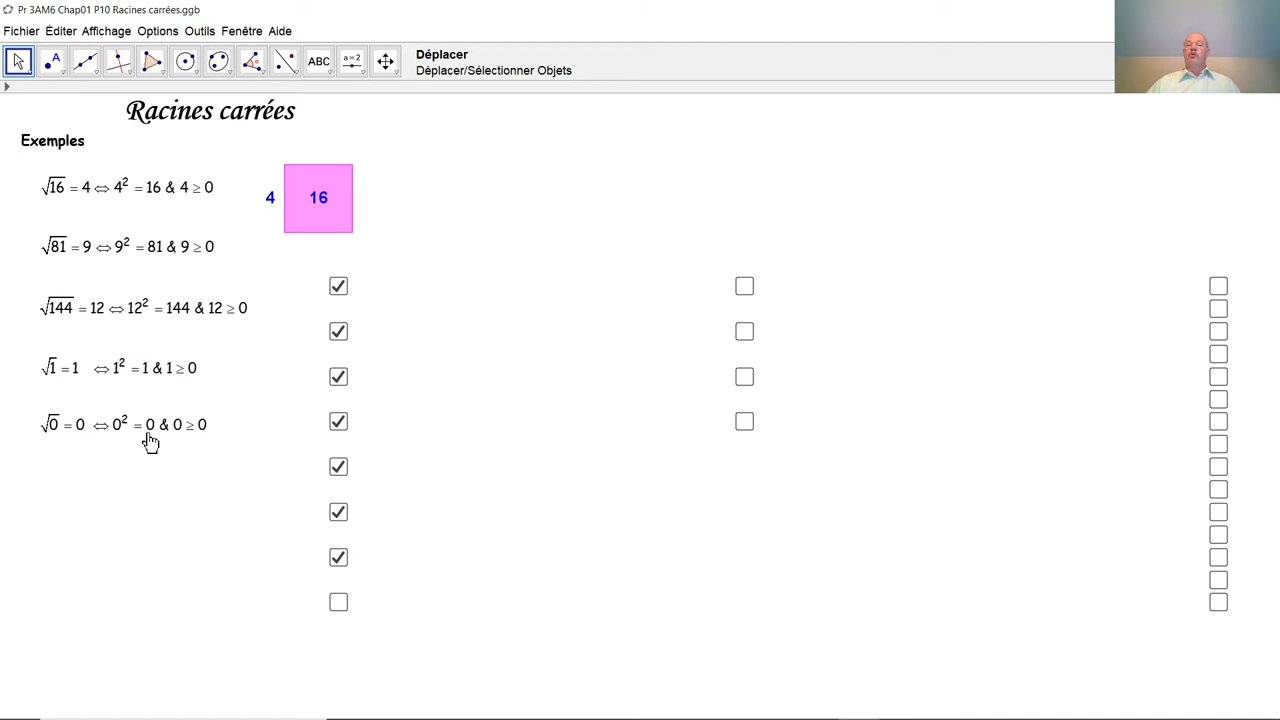 Pr 3AM6 Chap01 P10 Racines carrées.ggb
Fichier Éditer Affichage Options Outils Fenêtre Aide
A ABC a=2
Déplacer
Déplacer/Sélectionner Objets
Racines carrées
Exemples
√16 = 4 ⇔ 4² = 16 & 4 ≥ 0
4 16
√81 = 9 ⇔ 9² = 81 & 9 ≥ 0
√144 = 12 ⇔ 12² = 144 & 12 ≥ 0
√1 = 1 ⇔ 1² = 1 & 1 ≥ 0
√0 = 0 ⇔ 0² = 0 & 0 ≥ 0